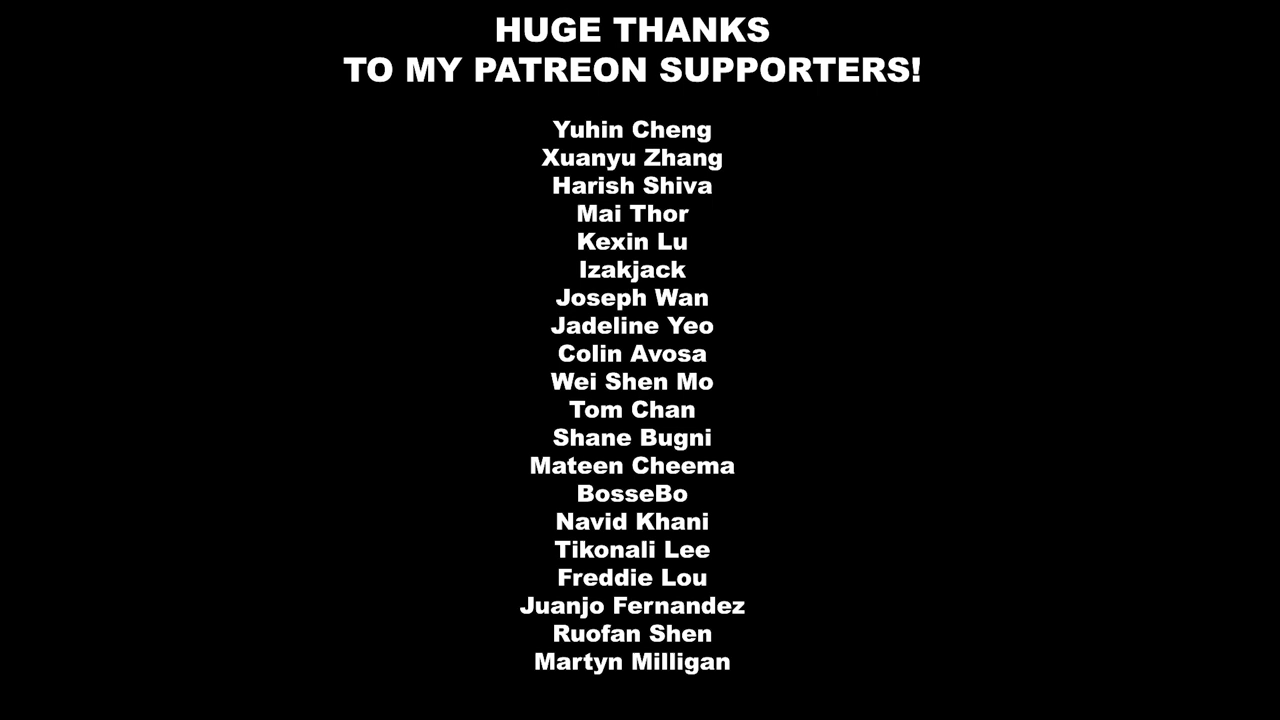 HUGE THANKS
TO MY PATREON SUPPORTERS!
Yuhin Cheng
Xuanyu Zhang
Harish Shiva
Mai Thor
Kexin Lu
Izakjack
Joseph Wan
Jadeline Yeo
Colin Avosa
Wei Shen Mo
Tom Chan
Shane Bugni
Mateen Cheema
BosseBo
Navid Khani
Tikonali Lee
Freddie Lou
Juanjo Fernandez
Ruofan Shen
Martyn Milligan